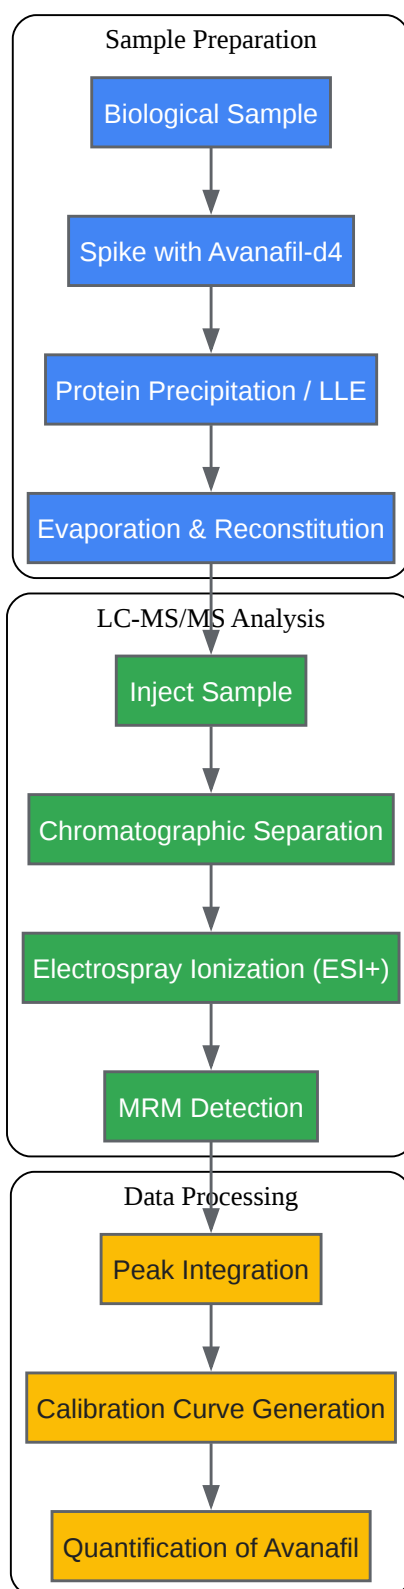 Sample Preparation
Biological Sample
Spike with Avanafil-d4
Protein Precipitation / LLE
Evaporation & Reconstitution
LC-MS/MS Analysis
Inject Sample
Chromatographic Separation
Electrospray Ionization (ESI+)
MRM Detection
Data Processing
Peak Integration
Calibration Curve Generation
Quantification of Avanafil